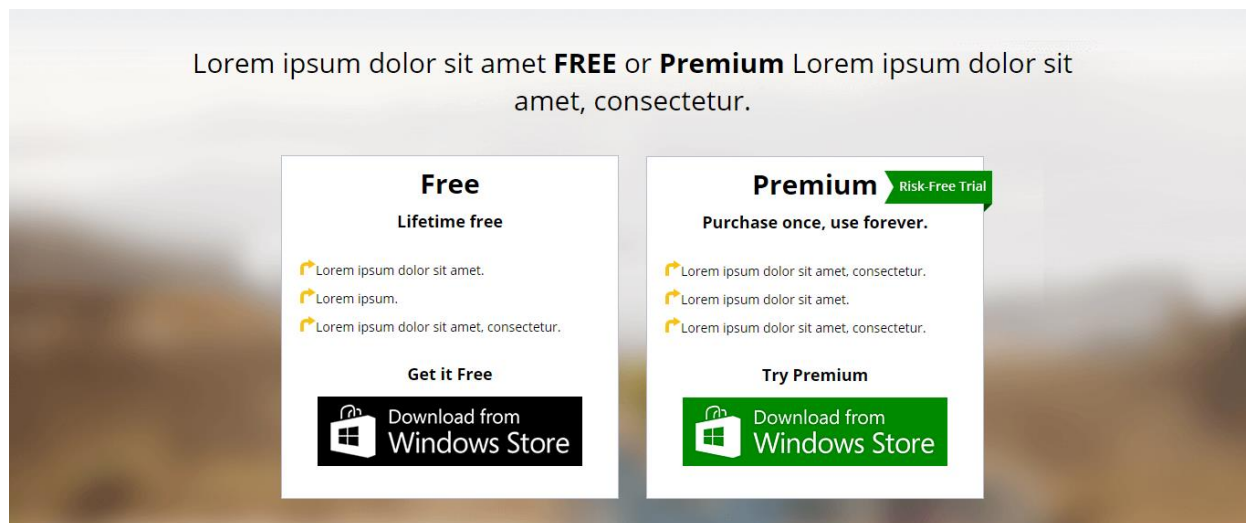 Lorem ipsum dolor sit amet FREE or Premium Lorem ipsum dolor sit
amet, consectetur.
Free
Lifetime free
Lorem ipsum dolor sit amet.
Lorem ipsum.
Lorem ipsum dolor sit amet, consectetur.
Get it Free
Download from
Windows Store
Premium
Risk-Free Trial
Purchase once, use forever.
Lorem ipsum dolor sit amet, consectetur.
Lorem ipsum dolor sit amet.
Lorem ipsum dolor sit amet, consectetur.
Try Premium
Download from
Windows Store